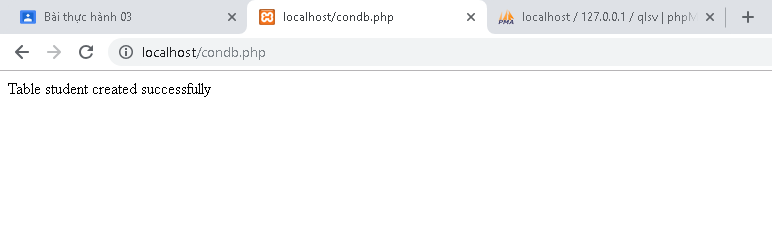 Bài thực hành 03
localhost/condb.php
localhost / 127.0.0.1 / qlsv | phpM
PMA
localhost/condb.php
Table student created successfully